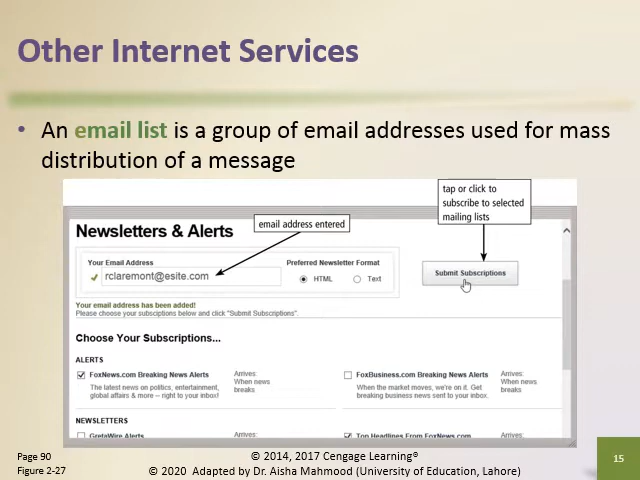 Other Internet Services
• An email list is a group of email addresses used for mass
distribution of a message
tap or click to
subscribe to selected
mailing lists
email address entered
Newsletters & Alerts
Your Email Address
Preferred Newsletter Format
rclaremont@esite.com
HTML
Text
Submit Subscriptions
Your email address has been added!
Please choose your subscriptions below and click "Submit Subscriptions".
Choose Your Subscriptions...
ALERTS
FoxNews.com Breaking News Alerts
The latest news on politics, entertainment,
global affairs & more -- right to your inbox!
Arrives:
When news
breaks
FoxBusiness.com Breaking News Alerts
When the market moves, we're on it. Get
breaking business news sent to your inbox.
Arrives:
When news
breaks
NEWSLETTERS
GretaWire Alerts
Arrives:
Top Headlines From FoxNews.com
Arrives:
Page 90
Figure 2-27
© 2014, 2017 Cengage Learning®
© 2020 Adapted by Dr. Aisha Mahmood (University of Education, Lahore)
15